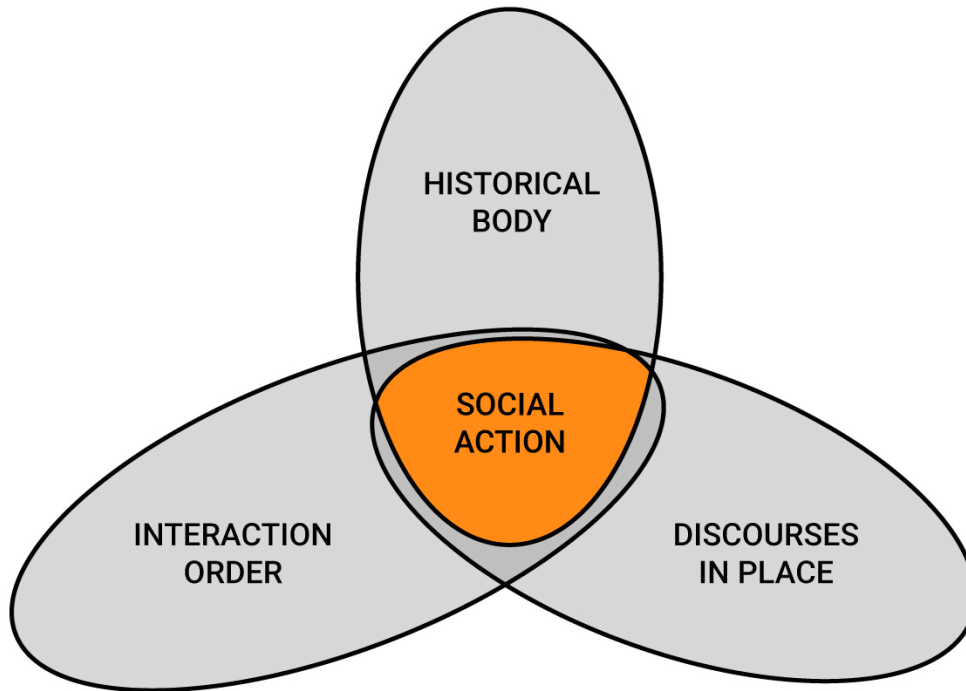 HISTORICAL
BODY
SOCIAL
ACTION
INTERACTION
ORDER
DISCOURSES
IN PLACE